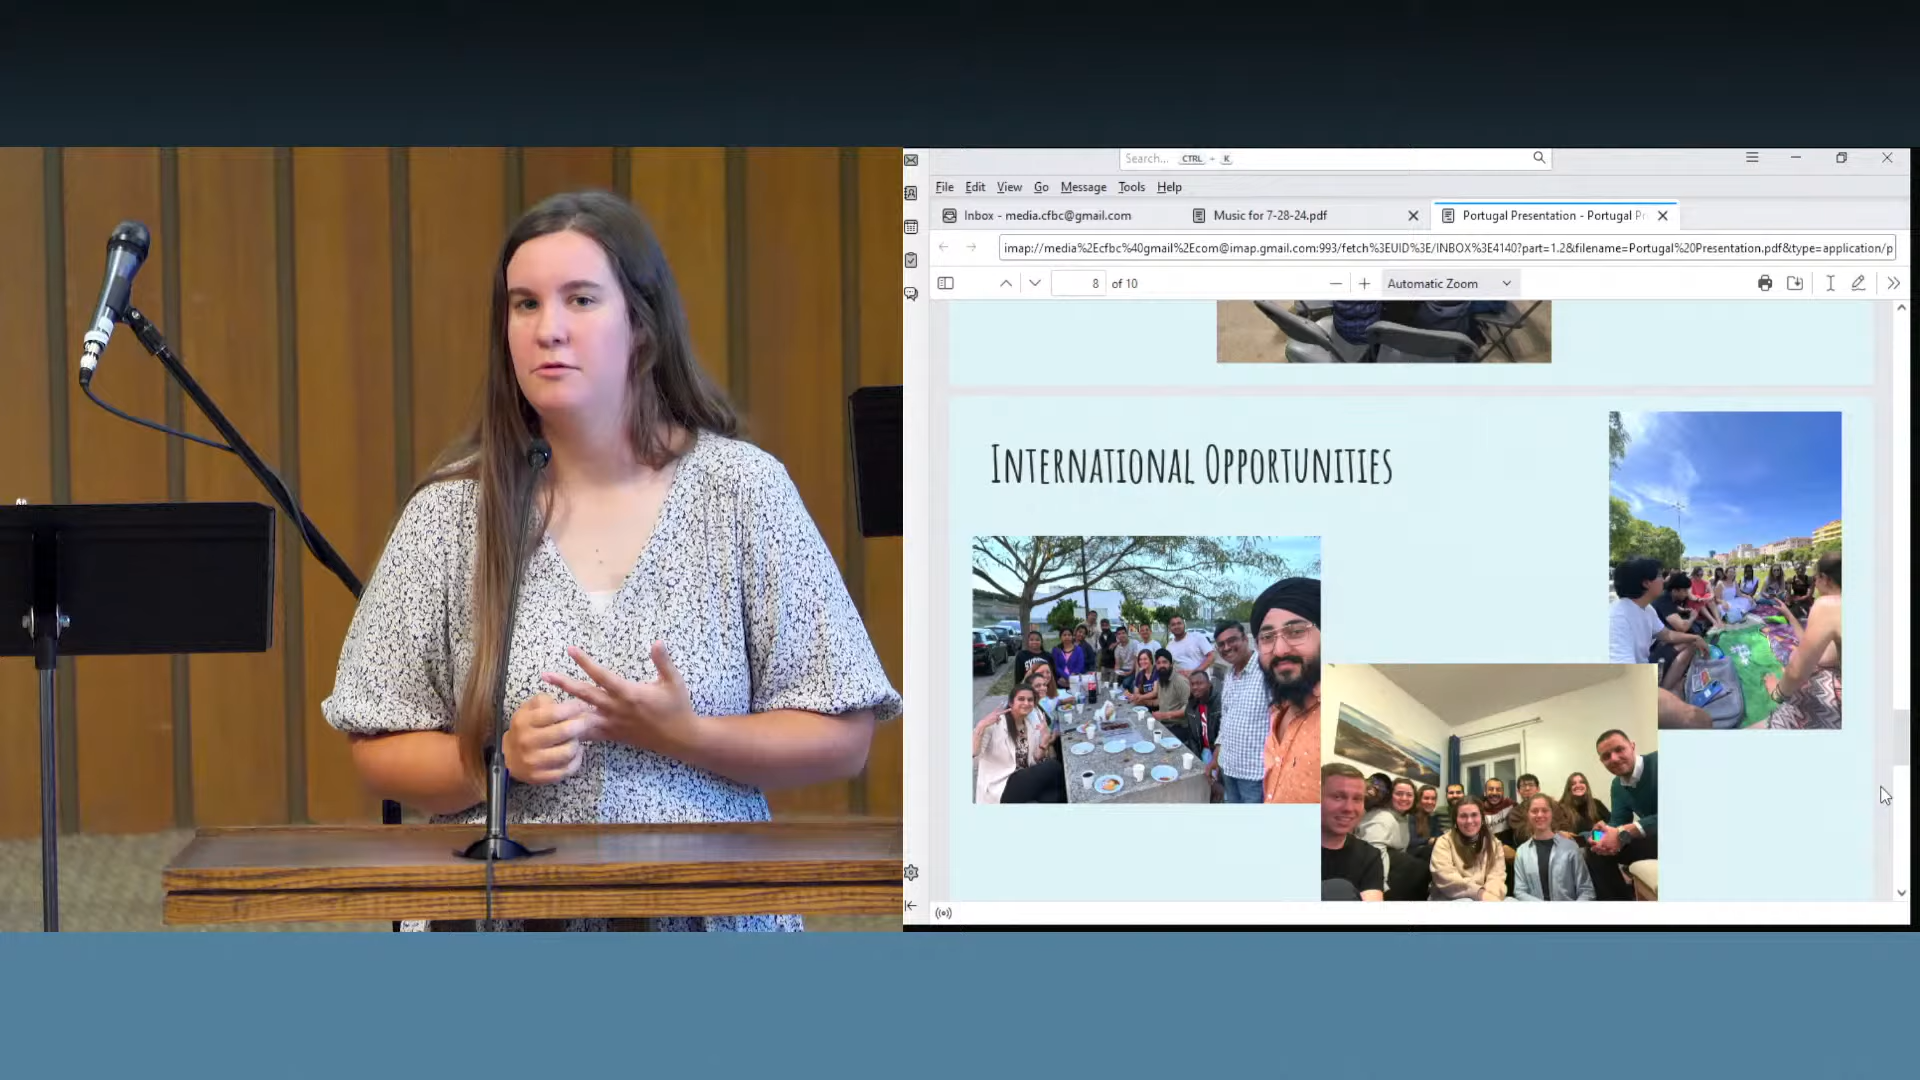 Search... CTRL + K
File Edit View Go Message Tools Help
Inbox - media.cfbc@gmail.com
Music for 7-28-24.pdf
Portugal Presentation - Portugal Pr
imap://media%2Ecfbc%40gmail%2Ecom@imap.gmail.com:993/fetch%3EUID%3E/INBOX%3E4140?part=1.2&filename=Portugal%20Presentation.pdf&type=application/p
8 of 10
Automatic Zoom
International Opportunities